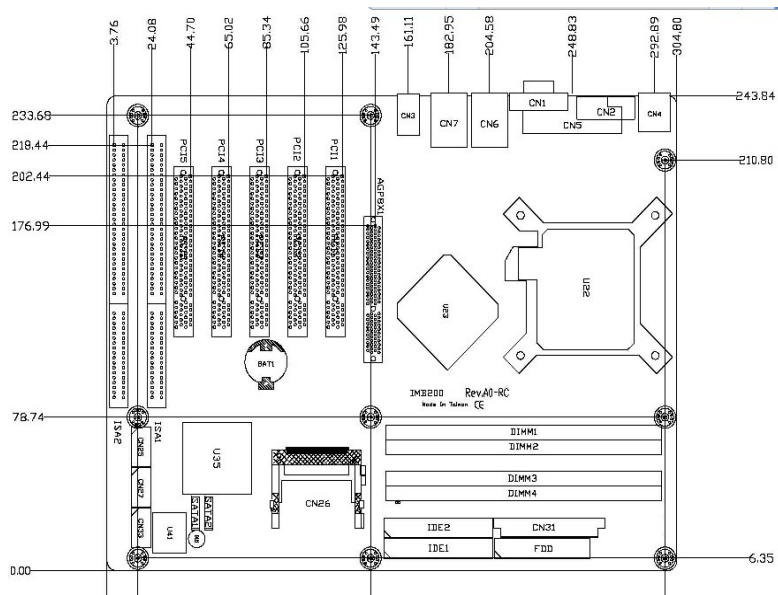 3.76
24.08
44.70
65.02
85.34
105.66
125.98
143.49
161.11
182.95
204.58
248.83
292.89
304.80
243.84
233.68
218.44
202.44
176.99
210.80
78.74
0.00
6.35
CN3
CN7
CN6
CN1
CN5
CN2
CN4
PCI5
PCI4
PCI3
PCI2
PCI1
AGP8X1
U23
U22
BAT1
IMB200 Rev.A0-RC
Made In Taiwan CE
ISA2
ISA1
CN25
CN27
CN33
U35
SATA1
SATA2
U41
CN26
DIMM1
DIMM2
DIMM3
DIMM4
IDE2
CN31
IDE1
FDD